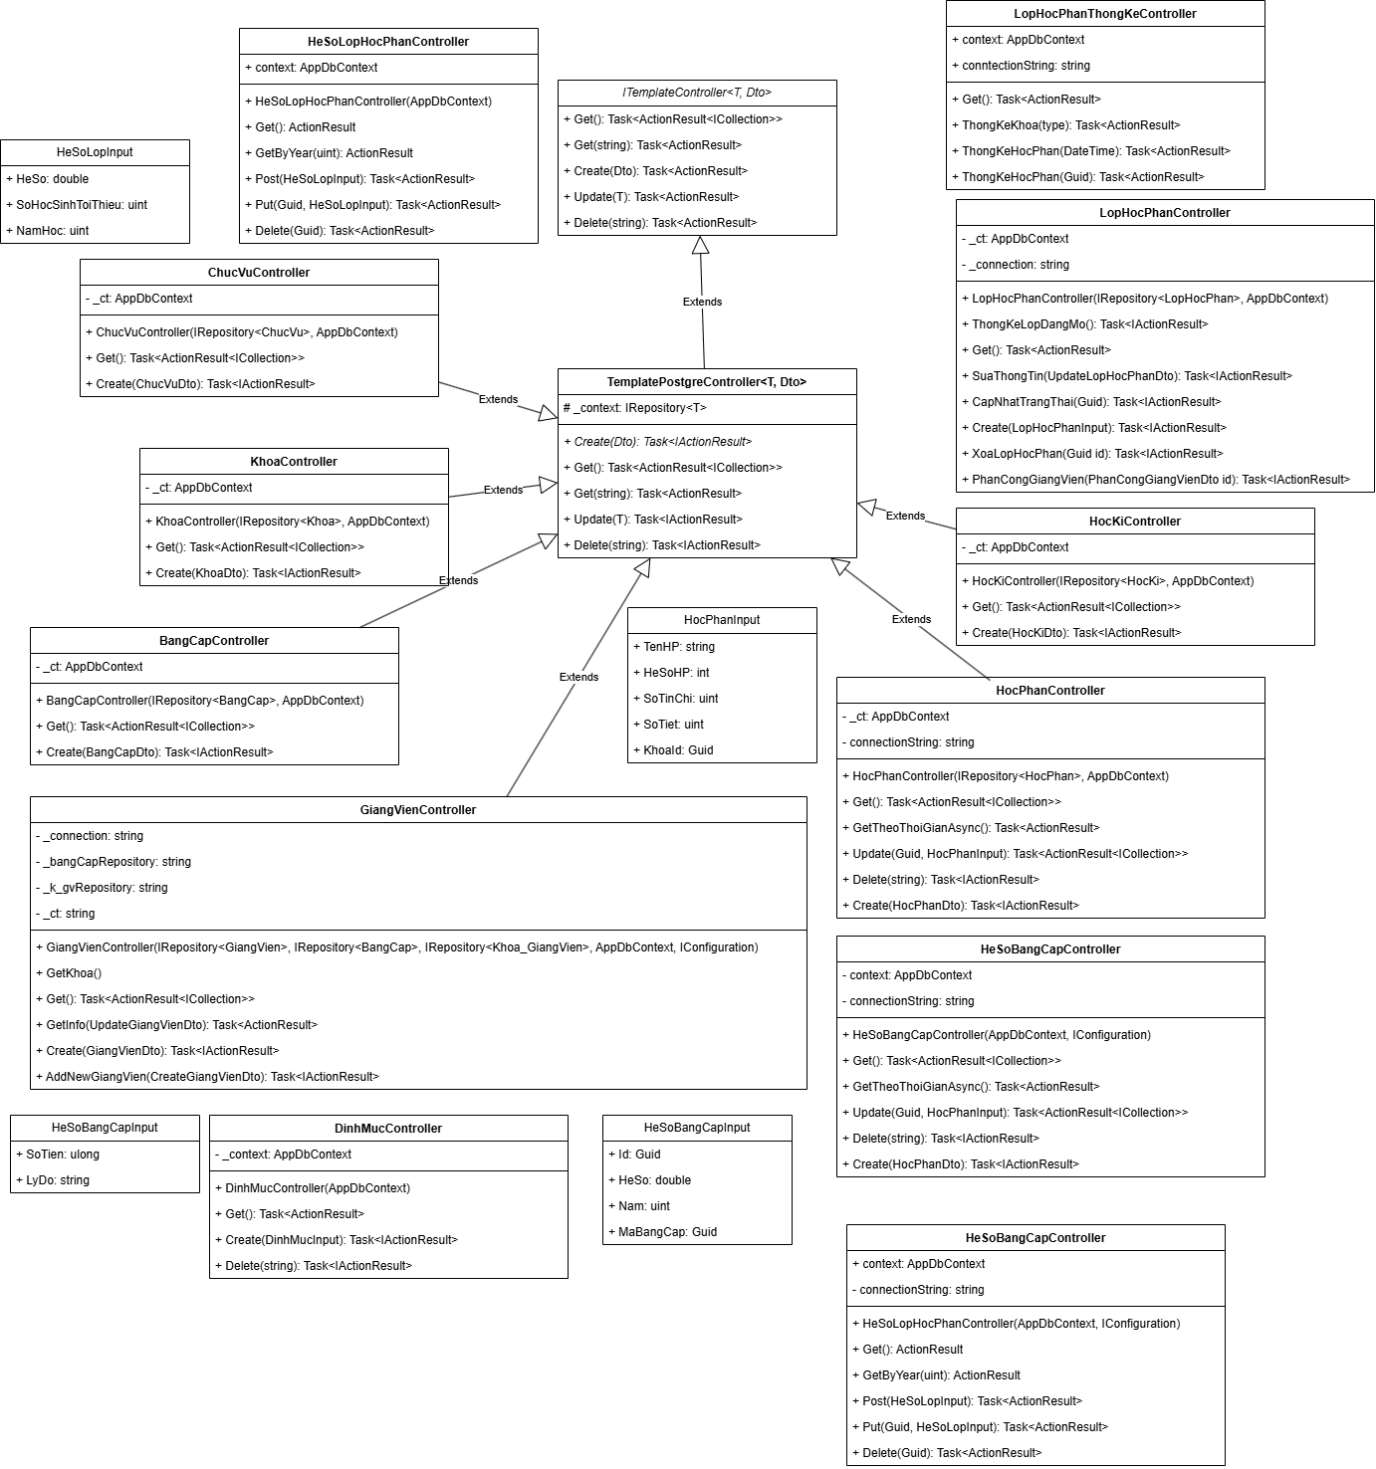 LopHocPhanThongKeController
+ context: AppDbContext
+ conntectionString: string
+ Get(): Task<ActionResult>
+ ThongKeKhoa(type): Task<ActionResult>
+ ThongKeHocPhan(DateTime): Task<ActionResult>
+ ThongKeHocPhan(Guid): Task<ActionResult>
HeSoLopHocPhanController
+ context: AppDbContext
+ HeSoLopHocPhanController(AppDbContext)
+ Get(): ActionResult
+ GetByYear(uint): ActionResult
+ Post(HeSoLopInput): Task<ActionResult>
+ Put(Guid, HeSoLopInput): Task<ActionResult>
+ Delete(Guid): Task<ActionResult>
ITemplateController<T, Dto>
+ Get(): Task<ActionResult<ICollection>>
+ Get(string): Task<ActionResult>
+ Create(Dto): Task<ActionResult>
+ Update(T): Task<ActionResult>
+ Delete(string): Task<ActionResult>
HeSoLopInput
+ HeSo: double
+ SoHocSinhToiThieu: uint
+ NamHoc: uint
LopHocPhanController
- _ct: AppDbContext
- _connection: string
+ LopHocPhanController(IRepository<LopHocPhan>, AppDbContext)
+ ThongKeLopDangMo(): Task<IActionResult>
+ Get(): Task<ActionResult>
+ SuaThongTin(UpdateLopHocPhanDto): Task<IActionResult>
+ CapNhatTrangThai(Guid): Task<IActionResult>
+ Create(LopHocPhanInput): Task<IActionResult>
+ XoaLopHocPhan(Guid id): Task<IActionResult>
+ PhanCongGiangVien(PhanCongGiangVienDto id): Task<IActionResult>
ChucVuController
- _ct: AppDbContext
+ ChucVuController(IRepository<ChucVu>, AppDbContext)
+ Get(): Task<ActionResult<ICollection>>
+ Create(ChucVuDto): Task<IActionResult>
Extends
Extends
TemplatePostgreController<T, Dto>
# _context: IRepository<T>
+ Create(Dto): Task<IActionResult>
+ Get(): Task<ActionResult<ICollection>>
+ Get(string): Task<ActionResult>
+ Update(T): Task<IActionResult>
+ Delete(string): Task<IActionResult>
KhoaController
- _ct: AppDbContext
+ KhoaController(IRepository<Khoa>, AppDbContext)
+ Get(): Task<ActionResult<ICollection>>
+ Create(KhoaDto): Task<IActionResult>
Extends
Extends
Extends
HocKiController
- _ct: AppDbContext
+ HocKiController(IRepository<HocKi>, AppDbContext)
+ Get(): Task<ActionResult<ICollection>>
+ Create(HocKiDto): Task<IActionResult>
BangCapController
- _ct: AppDbContext
+ BangCapController(IRepository<BangCap>, AppDbContext)
+ Get(): Task<ActionResult<ICollection>>
+ Create(BangCapDto): Task<IActionResult>
Extends
HocPhanInput
+ TenHP: string
+ HeSoHP: int
+ SoTinChi: uint
+ SoTiet: uint
+ KhoaId: Guid
Extends
HocPhanController
- _ct: AppDbContext
- connectionString: string
+ HocPhanController(IRepository<HocPhan>, AppDbContext)
+ Get(): Task<ActionResult<ICollection>>
+ GetTheoThoiGianAsync(): Task<ActionResult>
+ Update(Guid, HocPhanInput): Task<ActionResult<ICollection>>
+ Delete(string): Task<IActionResult>
+ Create(HocPhanDto): Task<IActionResult>
GiangVienController
- _connection: string
- _bangCapRepository: string
- _k_gvRepository: string
- _ct: string
+ GiangVienController(IRepository<GiangVien>, IRepository<BangCap>, IRepository<Khoa_GiangVien>, AppDbContext, IConfiguration)
+ GetKhoa()
+ Get(): Task<ActionResult<ICollection>>
+ GetInfo(UpdateGiangVienDto): Task<ActionResult>
+ Create(GiangVienDto): Task<IActionResult>
+ AddNewGiangVien(CreateGiangVienDto): Task<IActionResult>
HeSoBangCapController
- context: AppDbContext
- connectionString: string
+ HeSoBangCapController(AppDbContext, IConfiguration)
+ Get(): Task<ActionResult<ICollection>>
+ GetTheoThoiGianAsync(): Task<ActionResult>
+ Update(Guid, HocPhanInput): Task<ActionResult<ICollection>>
+ Delete(string): Task<IActionResult>
+ Create(HocPhanDto): Task<IActionResult>
HeSoBangCapInput
+ SoTien: ulong
+ LyDo: string
DinhMucController
- _context: AppDbContext
+ DinhMucController(AppDbContext)
+ Get(): Task<ActionResult>
+ Create(DinhMucInput): Task<IActionResult>
+ Delete(string): Task<IActionResult>
HeSoBangCapInput
+ Id: Guid
+ HeSo: double
+ Nam: uint
+ MaBangCap: Guid
HeSoBangCapController
+ context: AppDbContext
- connectionString: string
+ HeSoLopHocPhanController(AppDbContext, IConfiguration)
+ Get(): ActionResult
+ GetByYear(uint): ActionResult
+ Post(HeSoLopInput): Task<ActionResult>
+ Put(Guid, HeSoLopInput): Task<ActionResult>
+ Delete(Guid): Task<ActionResult>